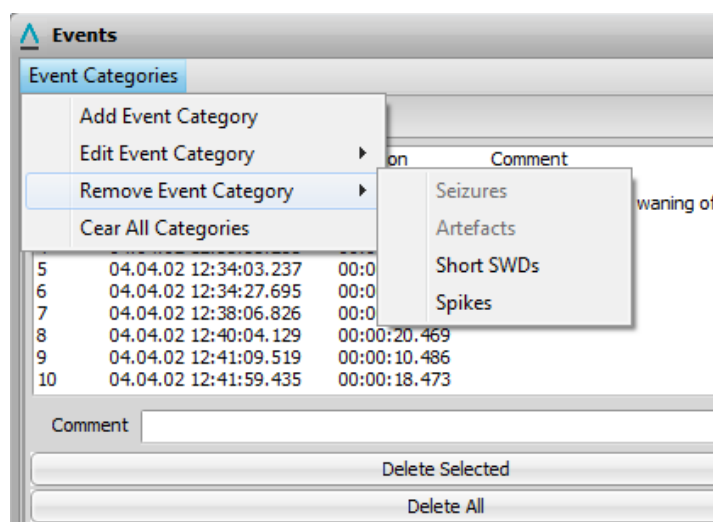 Events
Event Categories
Add Event Category
Edit Event Category
on Comment
Remove Event Category
Seizures
waning of
Artefacts
Cear All Categories
5 04.04.02 12:34:03.237 00:0
Short SWDs
6 04.04.02 12:34:27.695 00:0
Spikes
7 04.04.02 12:38:06.826 00:0
8 04.04.02 12:40:04.129 00:00:20.469
9 04.04.02 12:41:09.519 00:00:10.486
10 04.04.02 12:41:59.435 00:00:18.473
Comment
Delete Selected
Delete All